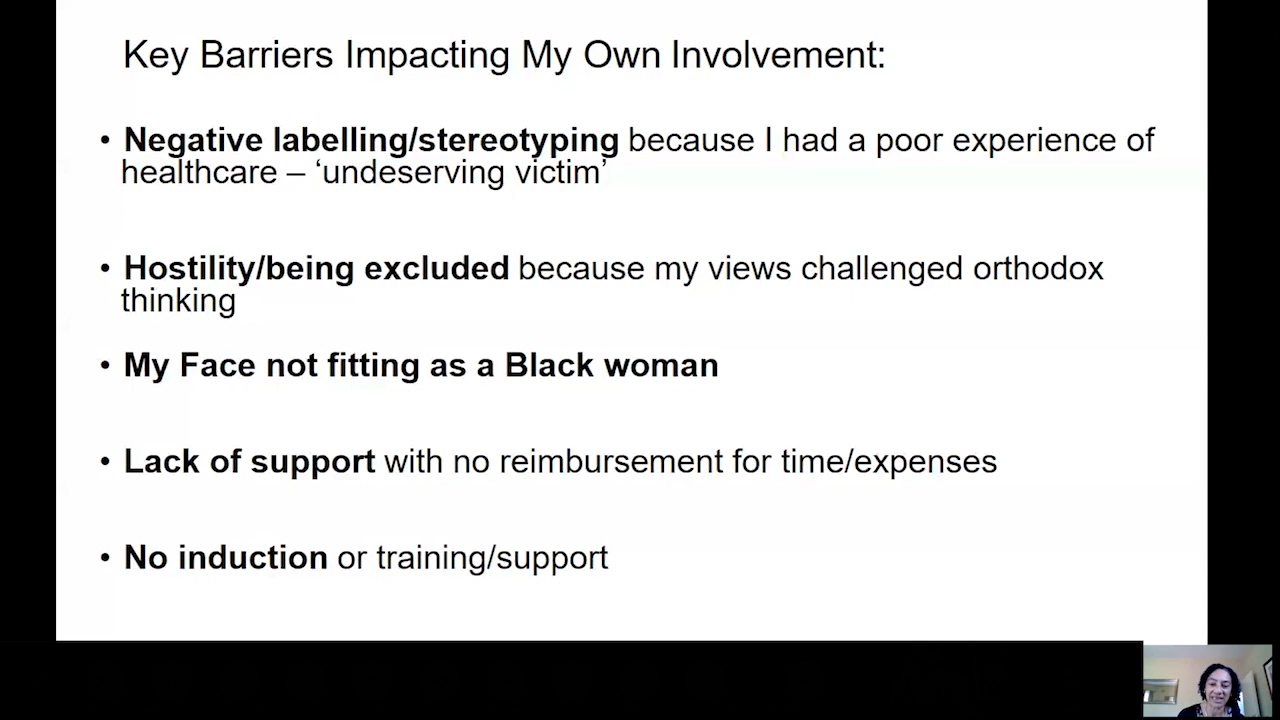 Key Barriers Impacting My Own Involvement:
• Negative labelling/stereotyping because I had a poor experience of
healthcare – ‘undeserving victim’
• Hostility/being excluded because my views challenged orthodox
thinking
• My Face not fitting as a Black woman
• Lack of support with no reimbursement for time/expenses
• No induction or training/support